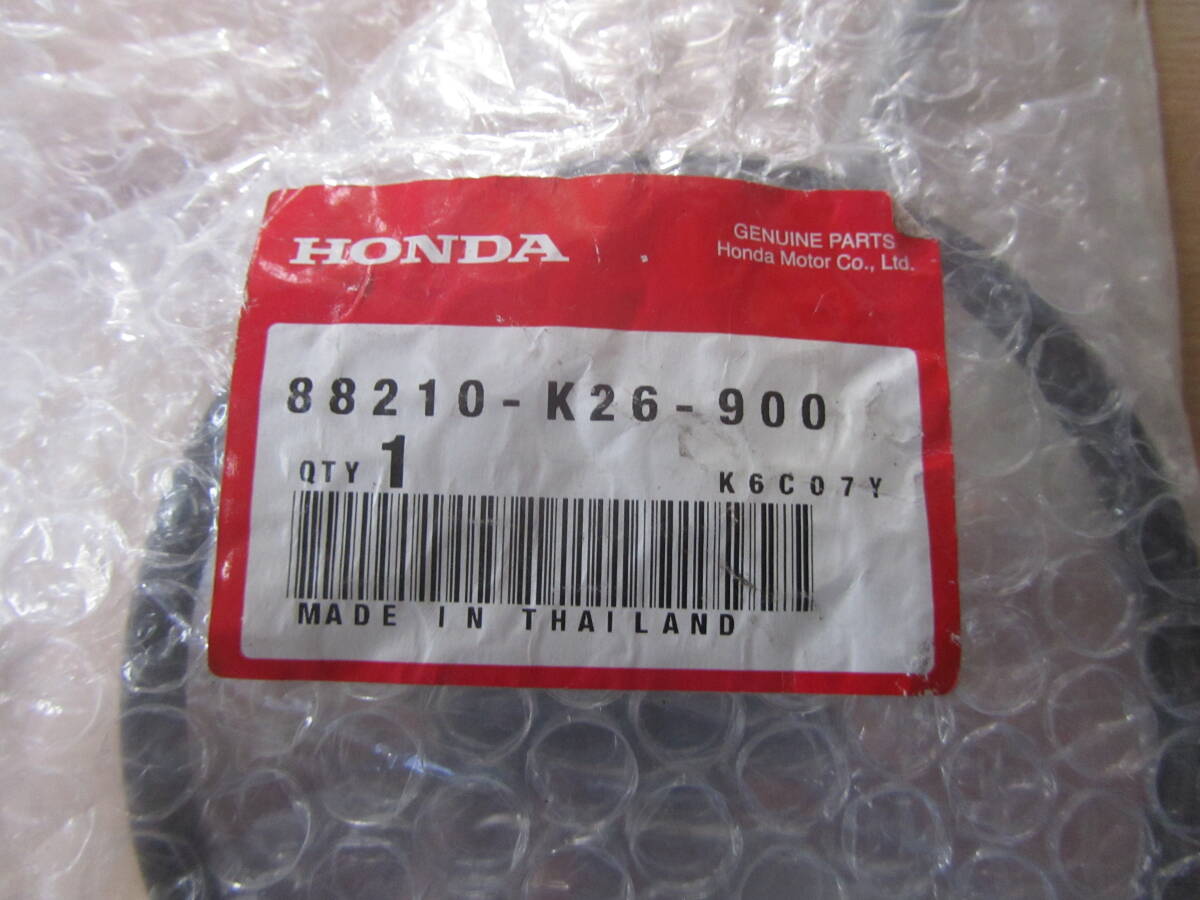 HONDA
GENUINE PARTS
Honda Motor Co., Ltd.
88210-K26-900
QTY 1
K6C07Y
MADE IN THAILAND